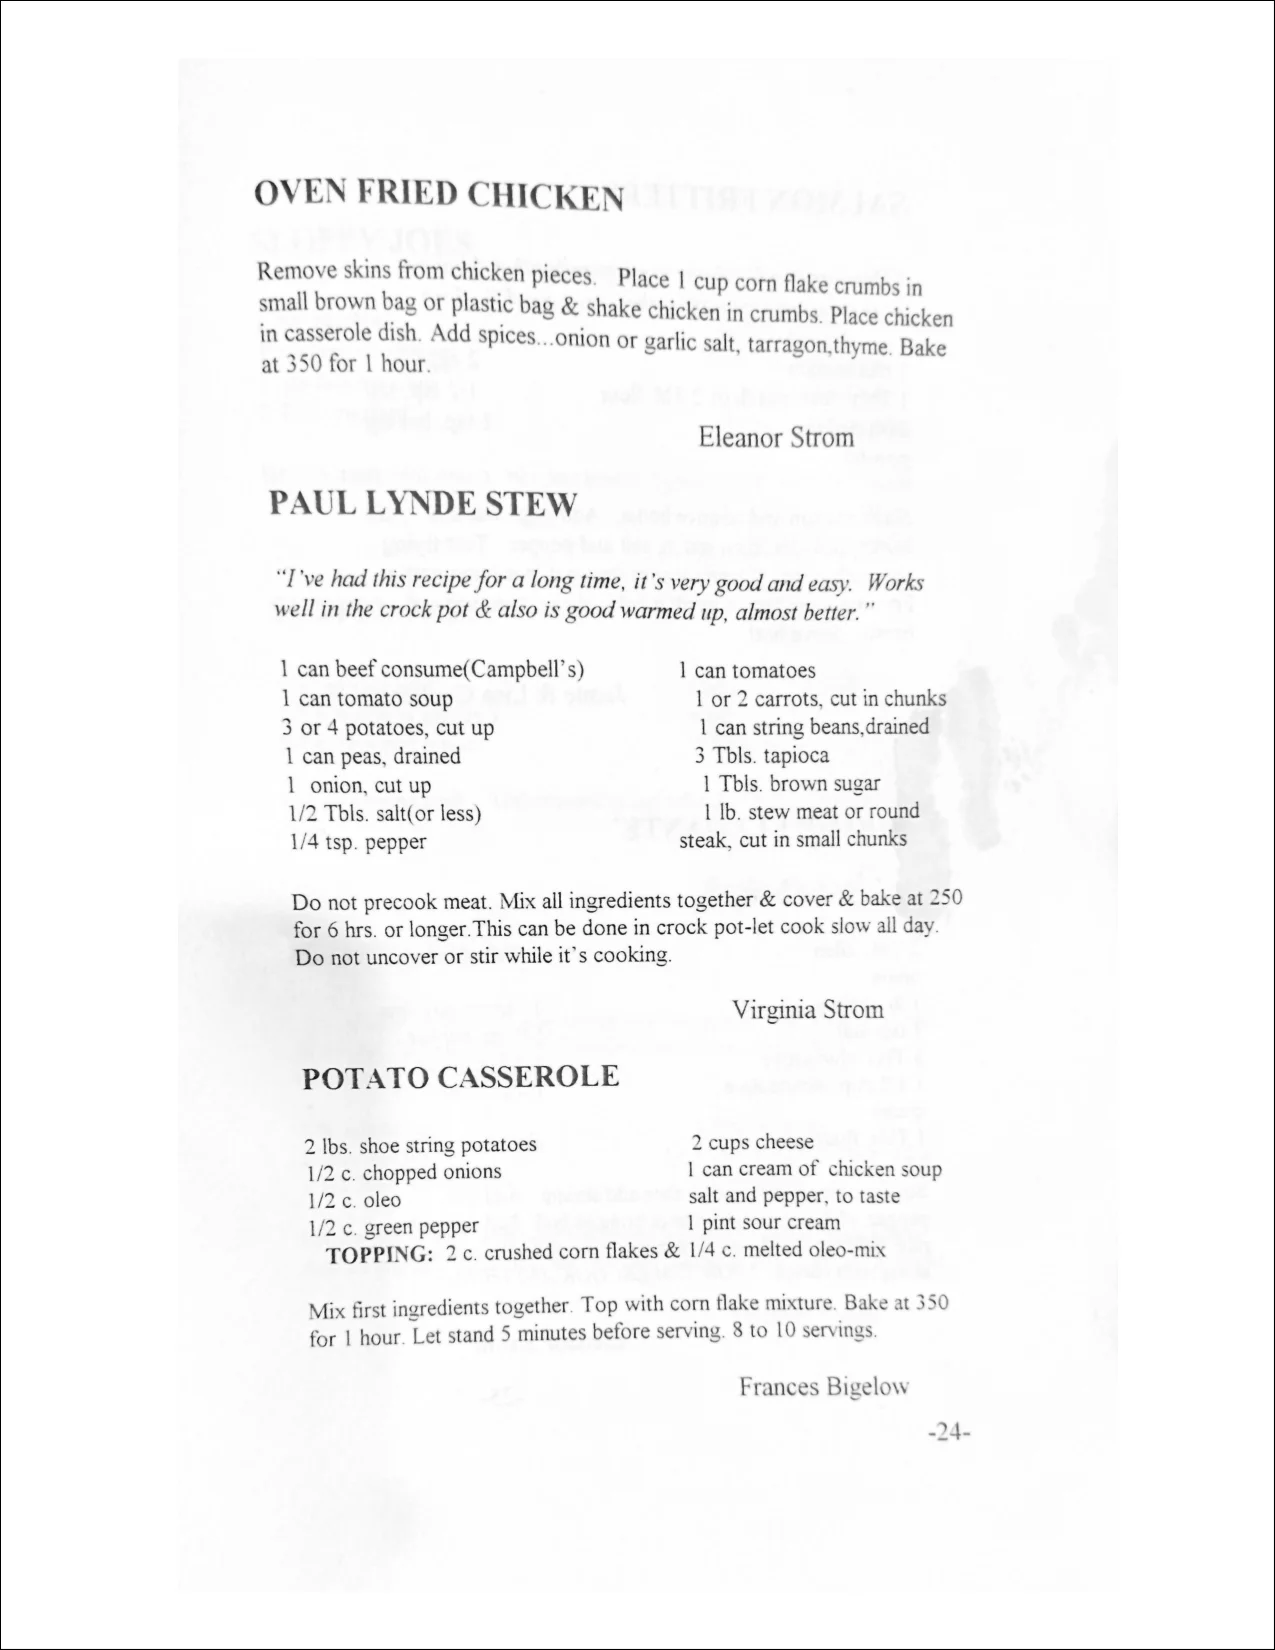 OVEN FRIED CHICKEN
Remove skins from chicken pieces. Place 1 cup corn flake crumbs in
small brown bag or plastic bag & shake chicken in crumbs. Place chicken
in casserole dish. Add spices...onion or garlic salt, tarragon,thyme. Bake
at 350 for 1 hour.
Eleanor Strom
PAUL LYNDE STEW
"I've had this recipe for a long time, it's very good and easy. Works
well in the crock pot & also is good warmed up, almost better."
1 can beef consume(Campbell's) 1 can tomatoes
1 can tomato soup 1 or 2 carrots, cut in chunks
3 or 4 potatoes, cut up 1 can string beans,drained
1 can peas, drained 3 Tbls. tapioca
1 onion, cut up 1 Tbls. brown sugar
1/2 Tbls. salt(or less) 1 lb. stew meat or round
1/4 tsp. pepper steak, cut in small chunks
Do not precook meat. Mix all ingredients together & cover & bake at 250
for 6 hrs. or longer.This can be done in crock pot-let cook slow all day.
Do not uncover or stir while it's cooking.
Virginia Strom
POTATO CASSEROLE
2 lbs. shoe string potatoes 2 cups cheese
1/2 c. chopped onions 1 can cream of chicken soup
1/2 c. oleo salt and pepper, to taste
1/2 c. green pepper 1 pint sour cream
TOPPING: 2 c. crushed corn flakes & 1/4 c. melted oleo-mix
Mix first ingredients together. Top with corn flake mixture. Bake at 350
for 1 hour. Let stand 5 minutes before serving. 8 to 10 servings.
Frances Bigelow
-24-